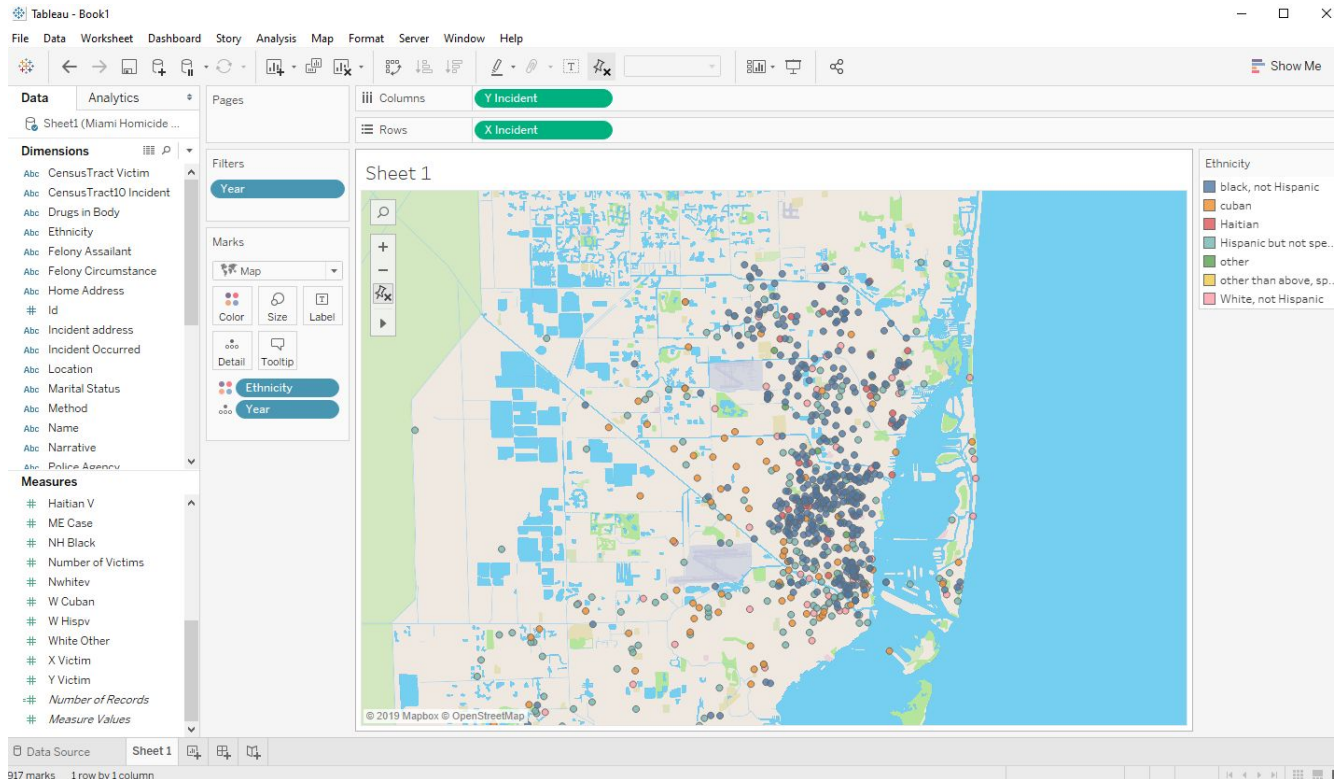 Tableau - Book1
File Data Worksheet Dashboard Story Analysis Map Format Server Window Help
Show Me
Data Analytics
Sheet1 (Miami Homicide ...
Dimensions
Abc CensusTract Victim
Abc CensusTract10 Incident
Abc Drugs in Body
Abc Ethnicity
Abc Felony Assailant
Abc Felony Circumstance
Abc Home Address
# Id
Abc Incident address
Abc Incident Occurred
Abc Location
Abc Marital Status
Abc Method
Abc Name
Abc Narrative
Abc Police Agency
Measures
# Haitian V
# ME Case
# NH Black
# Number of Victims
# Nwhitev
# W Cuban
# W Hispv
# White Other
# X Victim
# Y Victim
=# Number of Records
# Measure Values
Pages
Filters
Year
Marks
Map
Color Size Label
Detail Tooltip
Ethnicity
Year
Columns Y Incident
Rows X Incident
Sheet 1
© 2019 Mapbox © OpenStreetMap
Ethnicity
black, not Hispanic
cuban
Haitian
Hispanic but not spe...
other
other than above, sp...
White, not Hispanic
Data Source Sheet 1
917 marks 1 row by 1 column